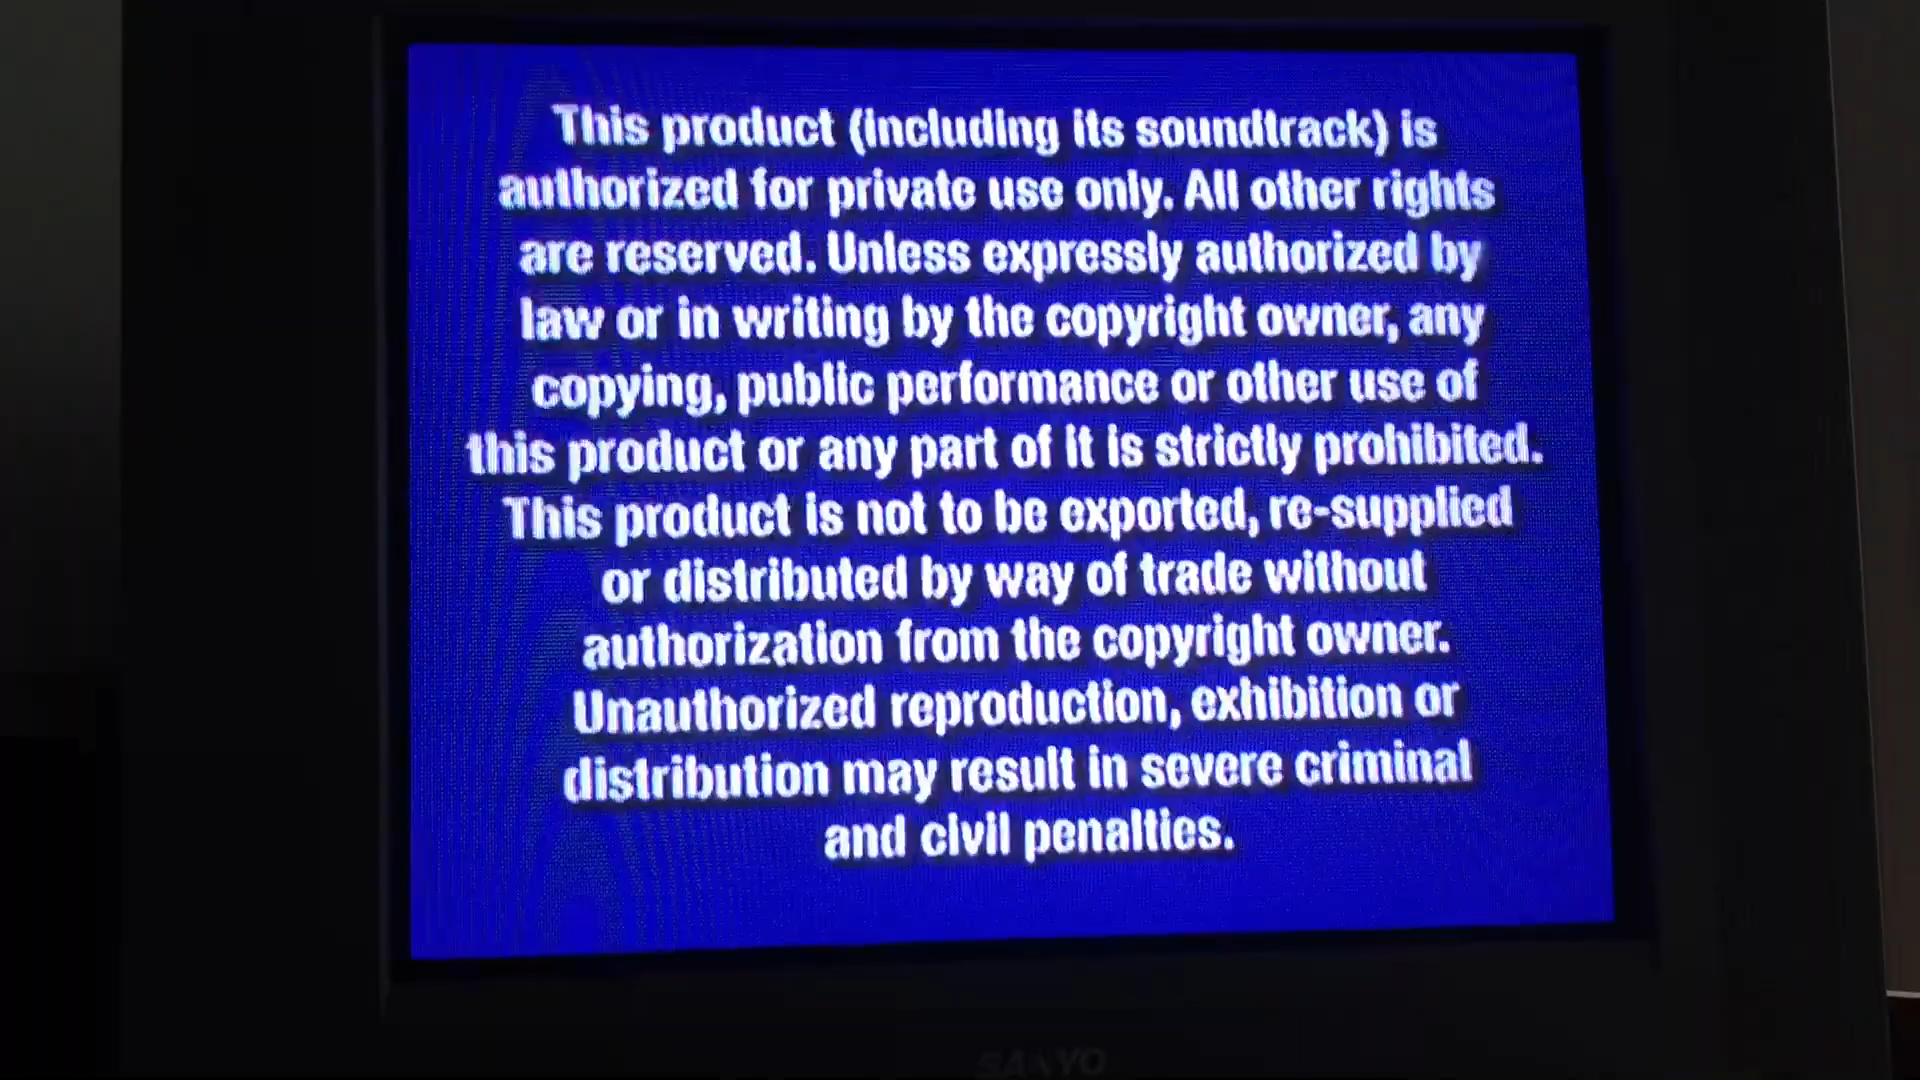 This product (including its soundtrack) is
authorized for private use only. All other rights
are reserved. Unless expressly authorized by
law or in writing by the copyright owner, any
copying, public performance or other use of
this product or any part of it is strictly prohibited.
This product is not to be exported, re-supplied
or distributed by way of trade without
authorization from the copyright owner.
Unauthorized reproduction, exhibition or
distribution may result in severe criminal
and civil penalties.
SANYO